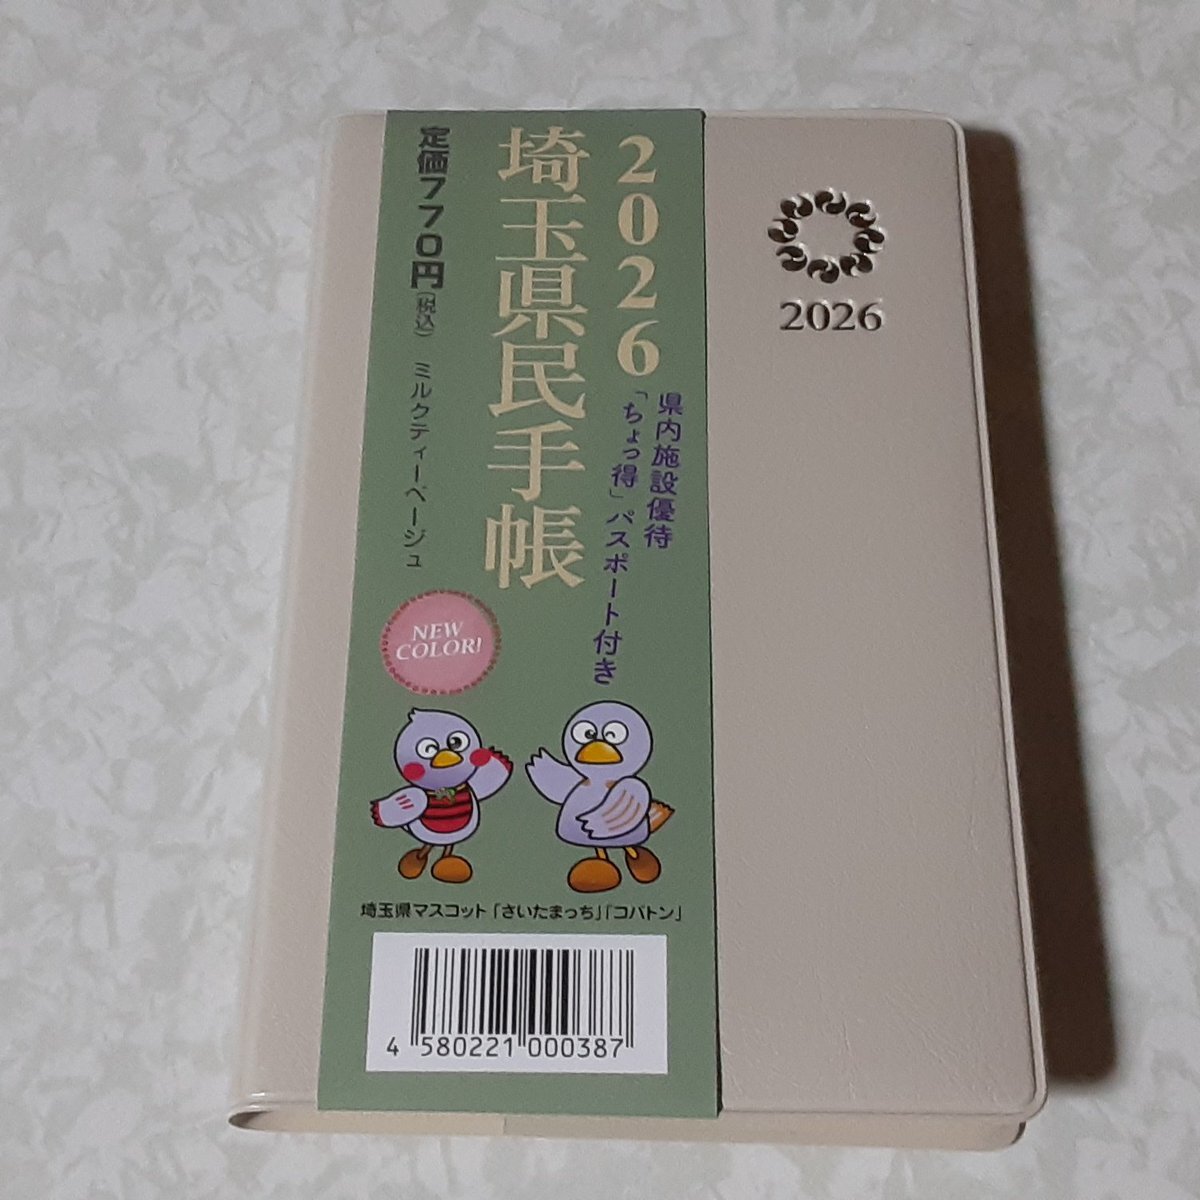 2026
埼玉県民手帳
県内施設優待
「ちょっ得」パスポート付き
定価770円(税込) ミルクティーベージュ
NEW
COLOR!
埼玉県マスコット「さいたまっち」「コバトン」
4 580221 000387
2026